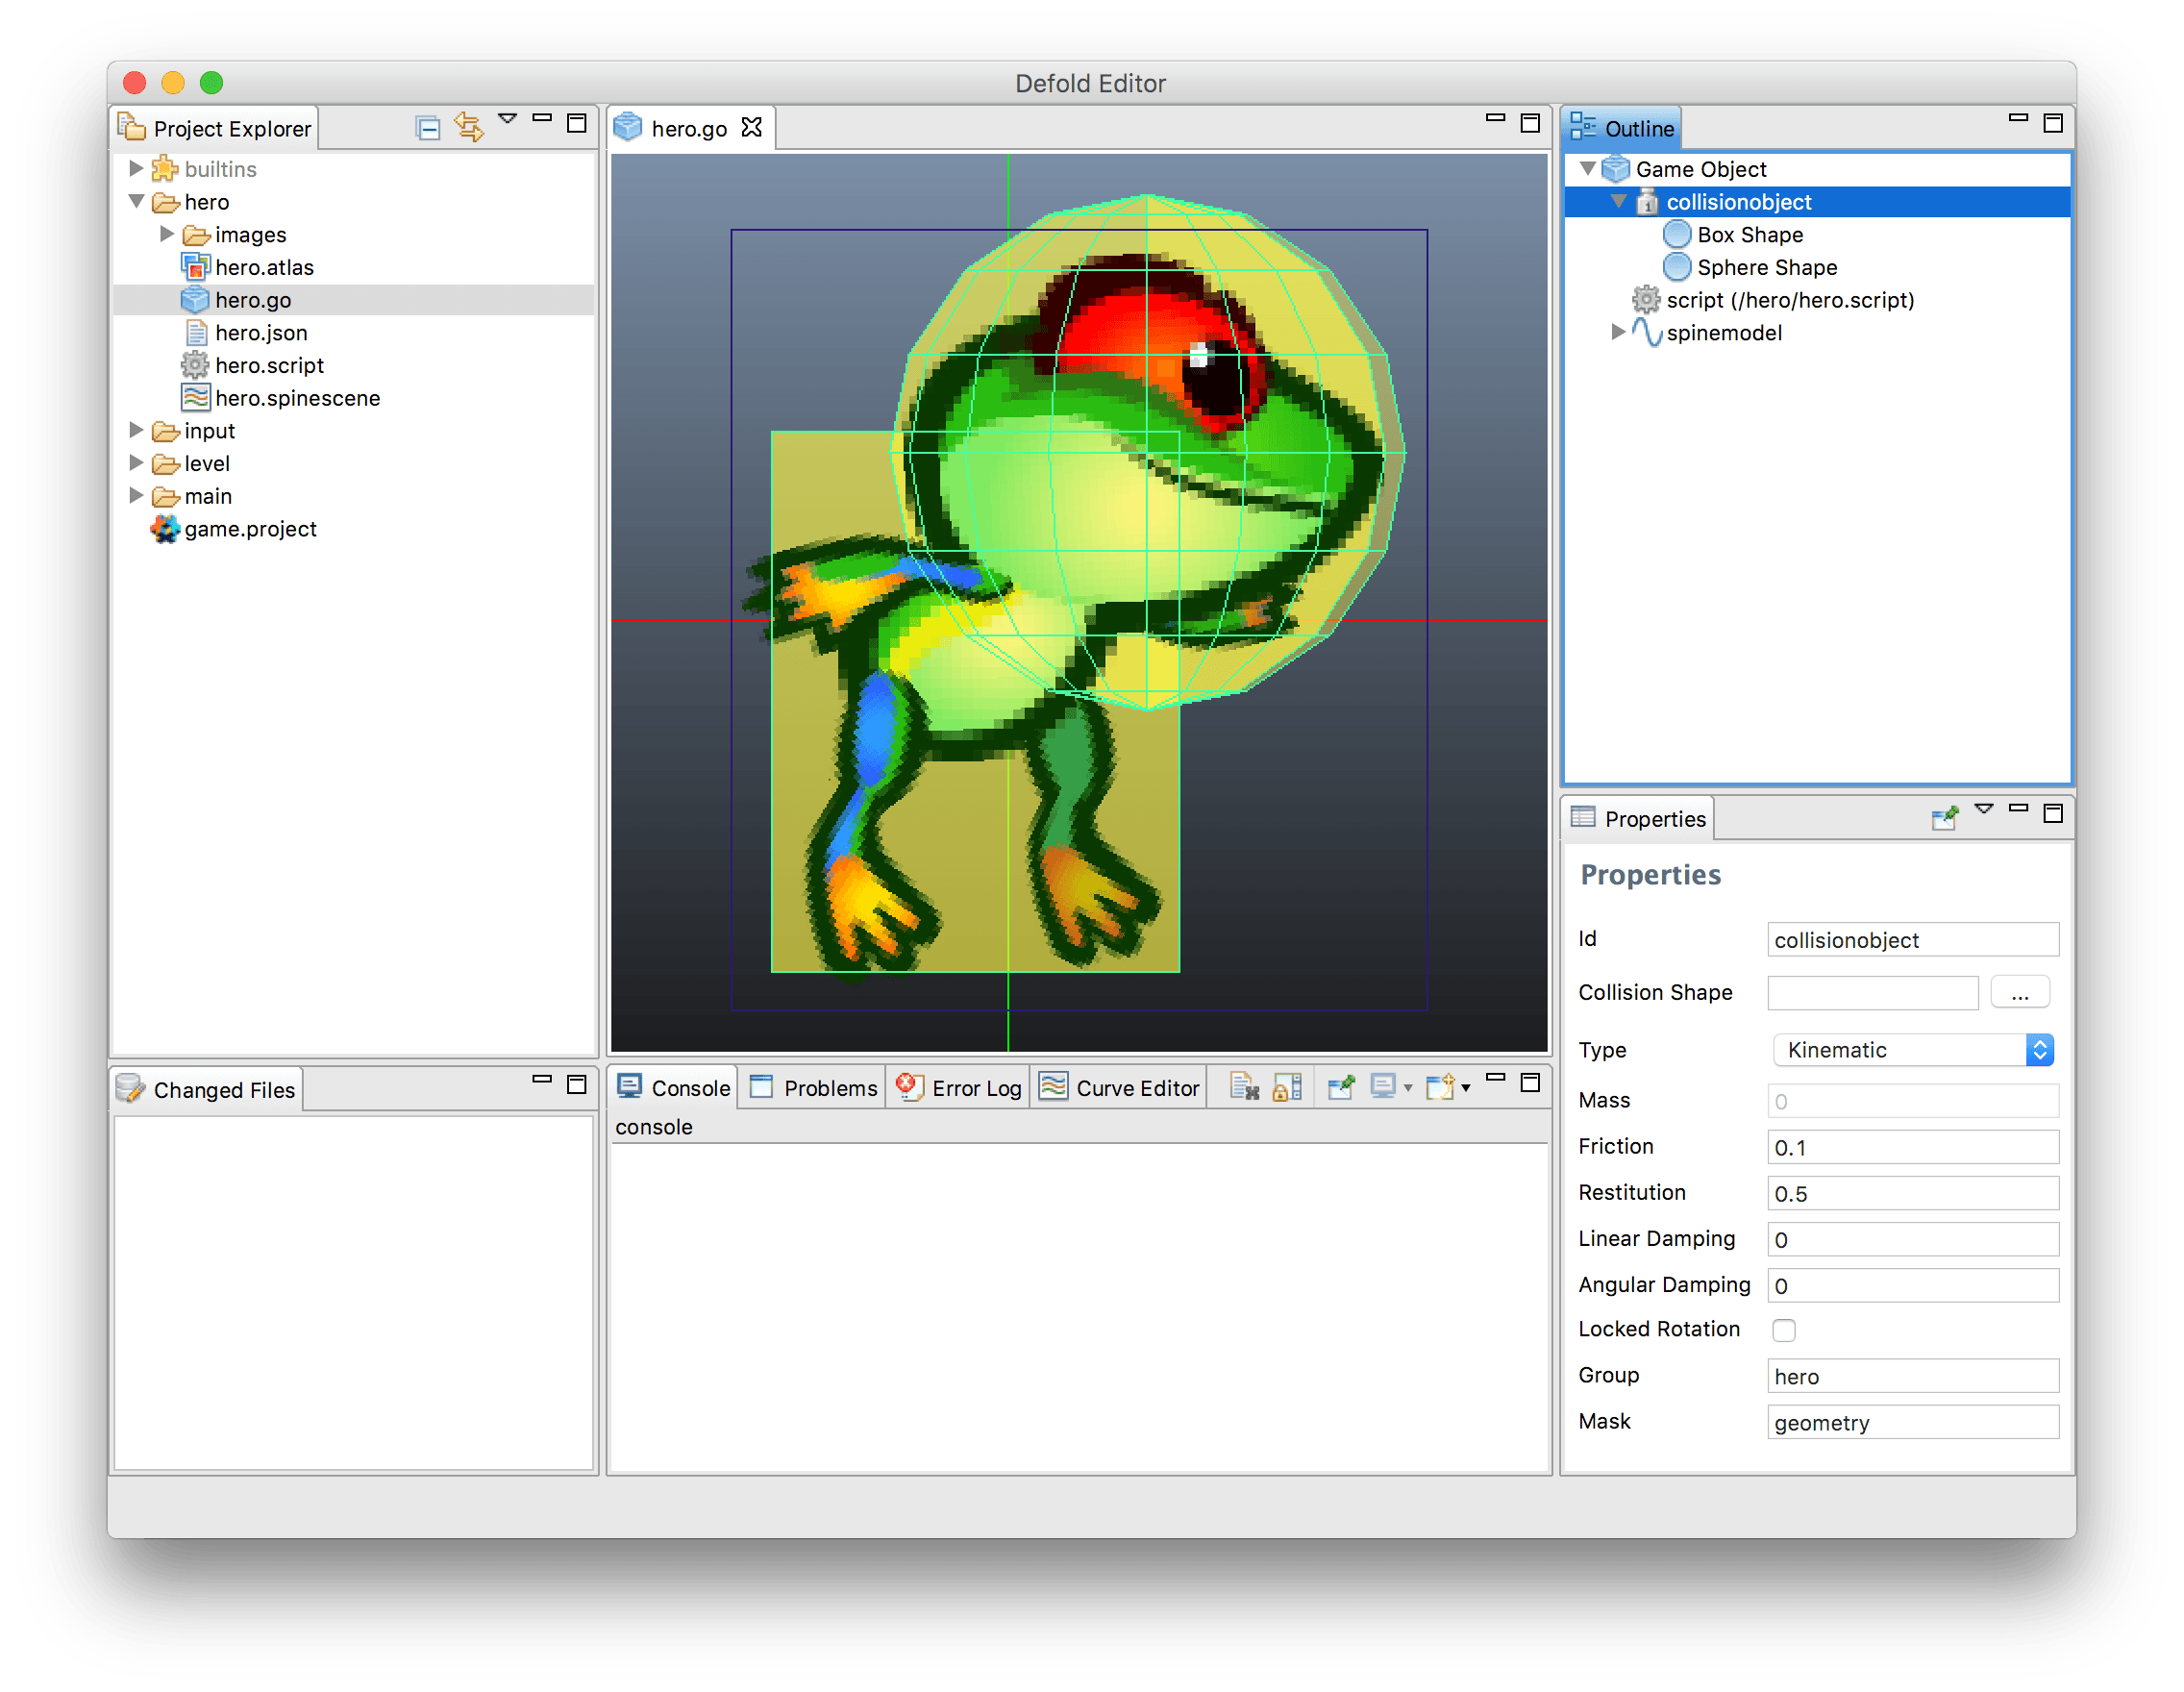 Defold Editor
Project Explorer
builtins
hero
images
hero.atlas
hero.go
hero.json
hero.script
hero.spinescene
input
level
main
game.project
Changed Files
hero.go
Console
Problems
Error Log
Curve Editor
console
Outline
Game Object
collisionobject
Box Shape
Sphere Shape
script (/hero/hero.script)
spinemodel
Properties
Properties
Id collisionobject
Collision Shape ...
Type Kinematic
Mass 0
Friction 0.1
Restitution 0.5
Linear Damping 0
Angular Damping 0
Locked Rotation
Group hero
Mask geometry